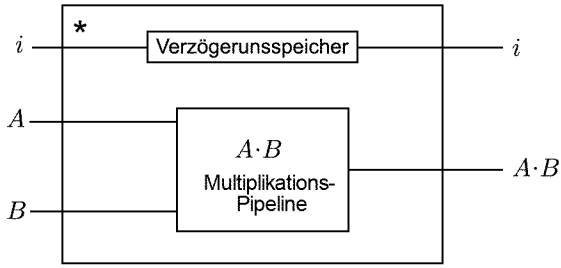 *
i Verzögerunsspeicher i
A
A·B
A·B
Multiplikations-
Pipeline
B